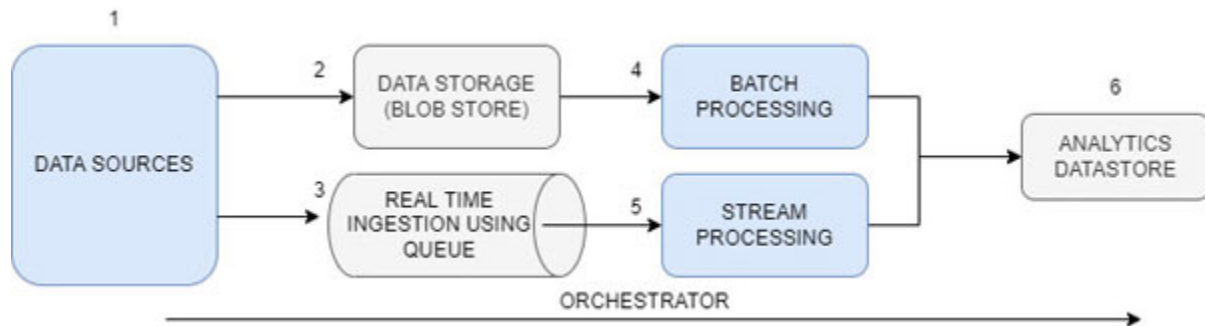 1
DATA SOURCES
2
DATA STORAGE
(BLOB STORE)
4
BATCH
PROCESSING
3
REAL TIME
INGESTION USING
QUEUE
5
STREAM
PROCESSING
6
ANALYTICS
DATASTORE
ORCHESTRATOR